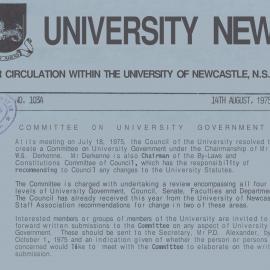 UNIVERSITY NEW
R CIRCULATION WITHIN THE UNIVERSITY OF NEWCASTLE, N.S.
NO. 103A
14TH AUGUST, 1975
COMMITTEE ON UNIVERSITY GOVERNMENT
At its meeting on July 18, 1975, the Council of the University resolved t
create a Committee on University Government under the Chairmanship of Mr
W.G. Derkenne. Mr Derkenne is also Chairman of the By-Laws and
Constitutions Committee of Council, which has the responsibility of
recommending to Council any changes to the University Statutes.
The Committee is charged with undertaking a review encompassing all four
levels of University Government, Council, Senate, Faculties and Departme
The Council has already received this year from the University of Newcas
Staff Association recommendations for change in two of these areas.
Interested members or groups of members of the University are invited to
forward written submissions to the Committee on any aspect of University
Government. These should be sent to the Secretary, Mr P.D. Alexander, by
October 1, 1975 and an indication given of whether the person or persons
concerned would like to meet with the Committee to elaborate on the writ
submission.